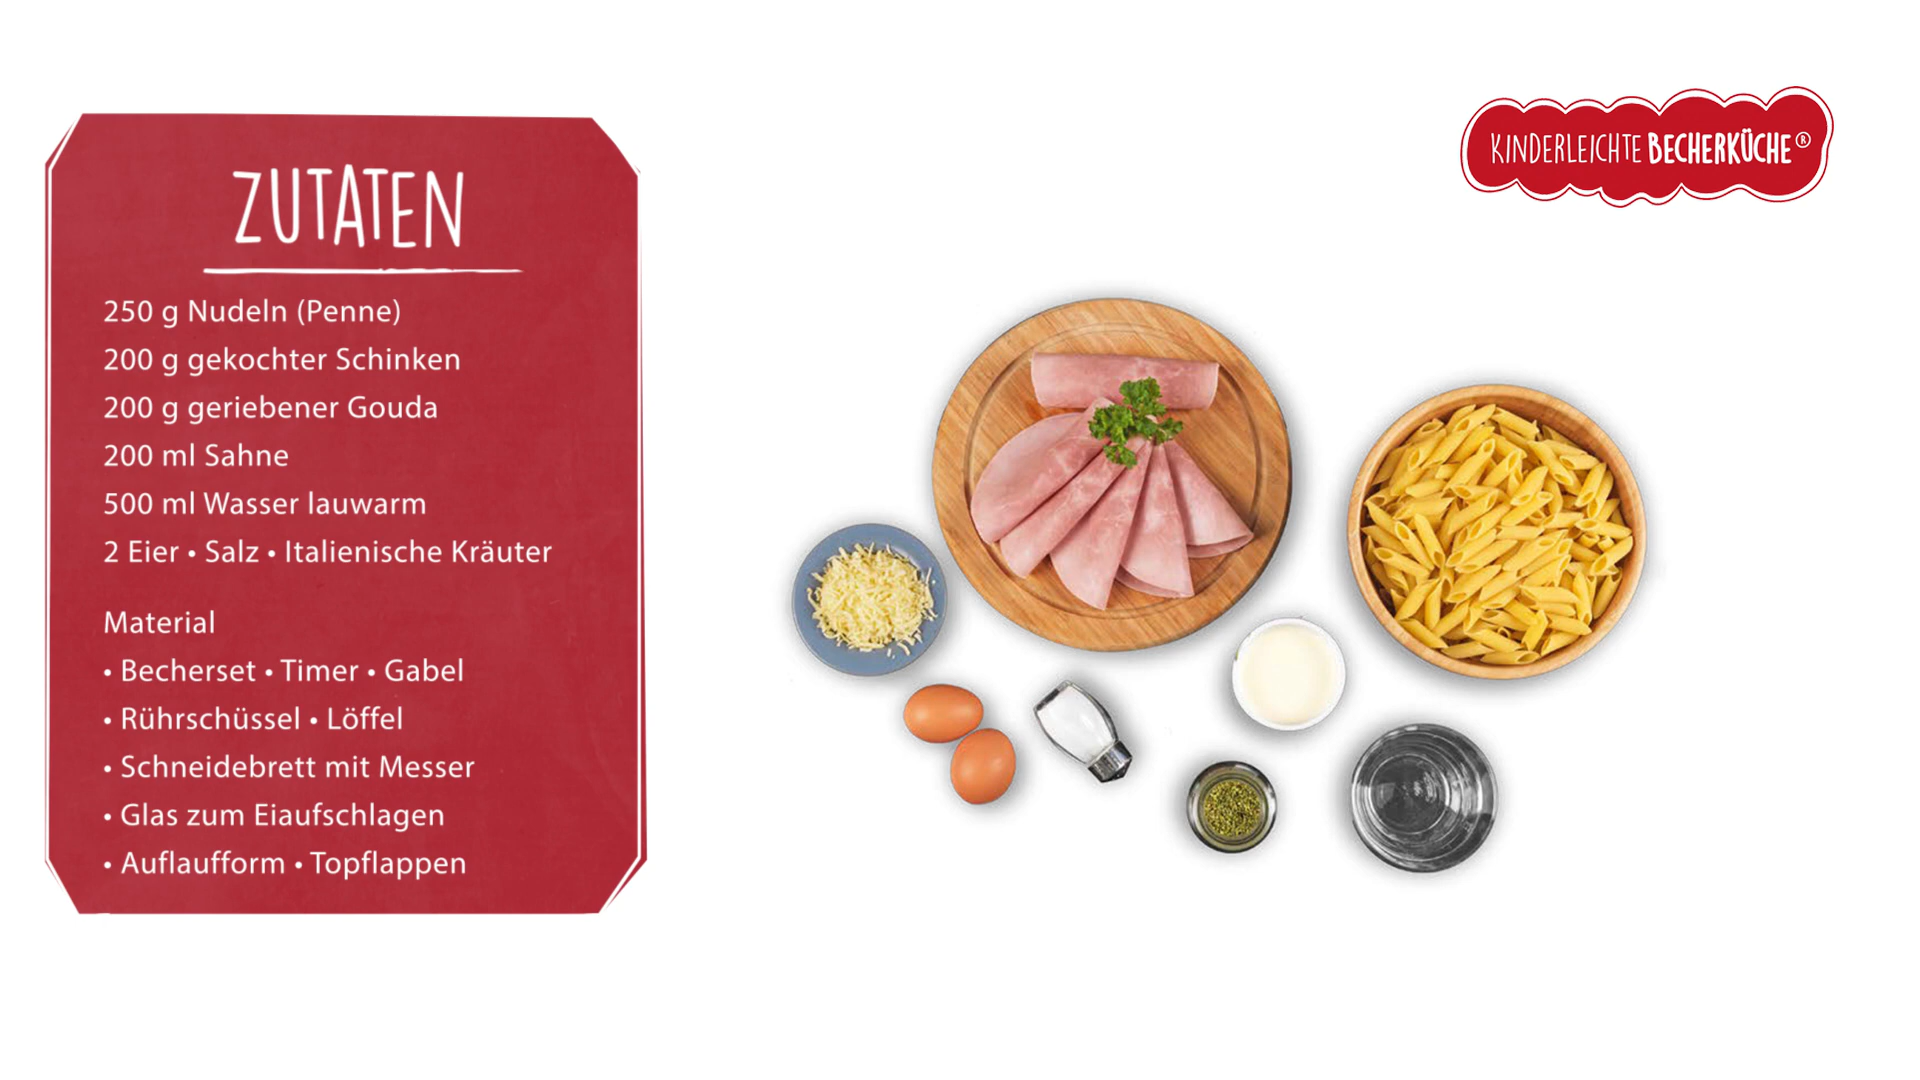 ZUTATEN
250 g Nudeln (Penne)
200 g gekochter Schinken
200 g geriebener Gouda
200 ml Sahne
500 ml Wasser lauwarm
2 Eier • Salz • Italienische Kräuter
Material
• Becherset • Timer • Gabel
• Rührschüssel • Löffel
• Schneidebrett mit Messer
• Glas zum Eiaufschlagen
• Auflaufform • Topflappen
KINDERLEICHTE BECHERKÜCHE®